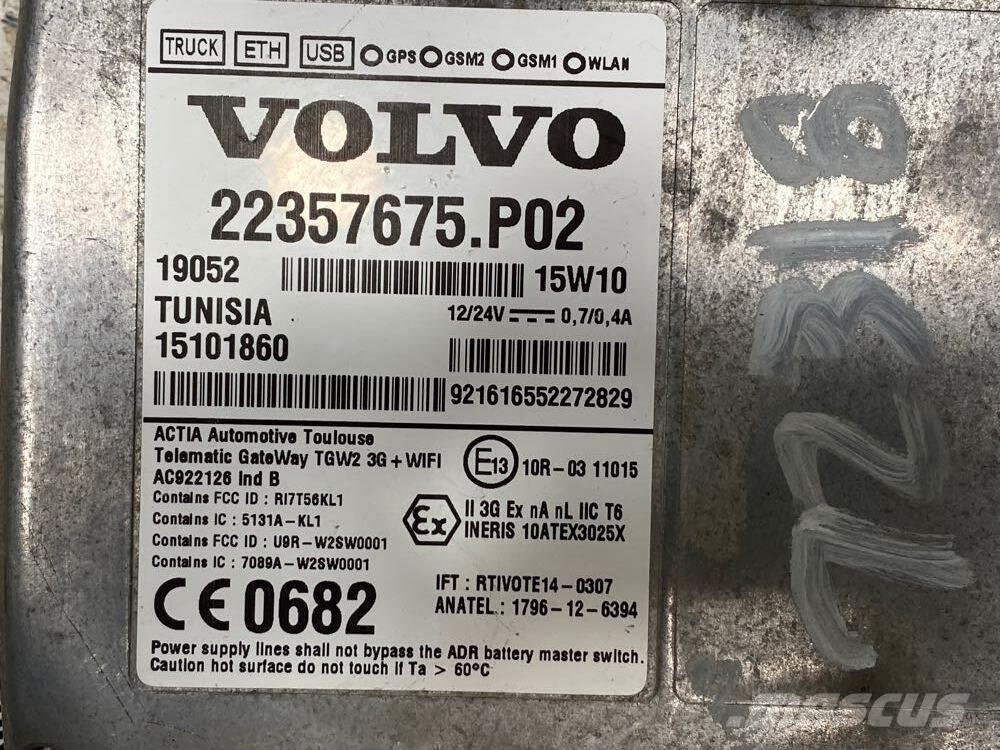 TRUCK ETH USB GPS GSM2 GSM1 WLAN
VOLVO
22357675.P02
19052 15W10
TUNISIA 12/24V 0,7/0,4A
15101860
921616552272829
ACTIA Automotive Toulouse
Telematic GateWay TGW2 3G+WIFI
AC922126 Ind B
E13 10R-03 11015
Contains FCC ID : RI7T56KL1
Contains IC : 5131A-KL1
Contains FCC ID : U9R-W2SW0001
Contains IC : 7089A-W2SW0001
Ex II 3G Ex nA nL IIC T6
INERIS 10ATEX3025X
CE 0682
IFT : RTIVOTE14-0307
ANATEL : 1796-12-6394
Power supply lines shall not bypass the ADR battery master switch.
Caution hot surface do not touch if Ta > 60°C
mascus